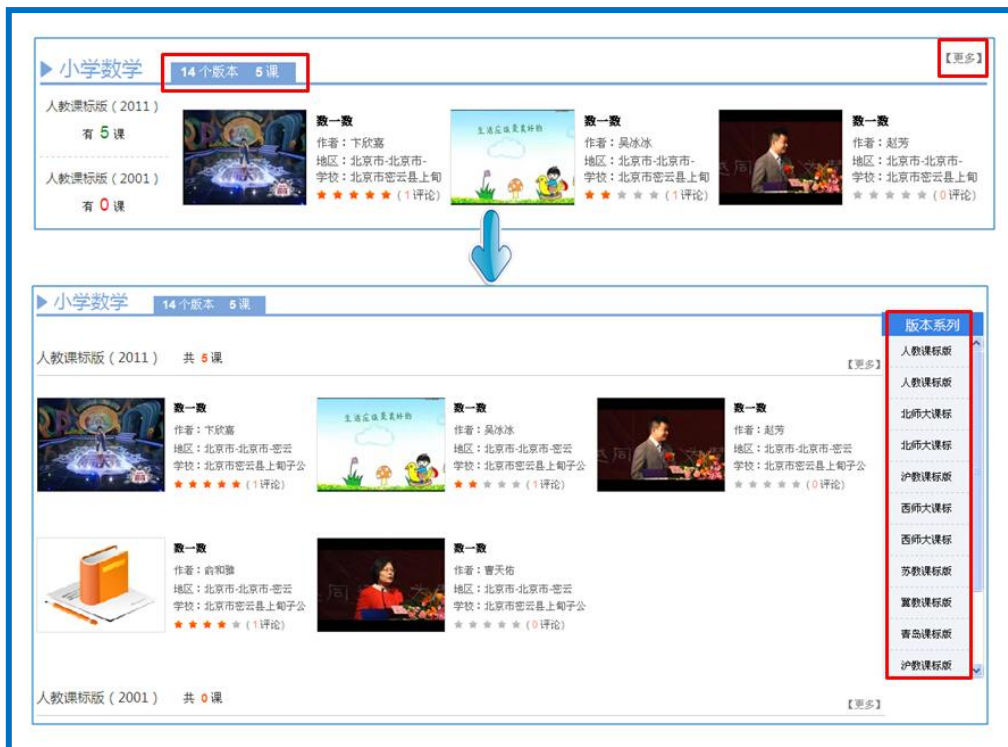 小学数学 14 个版本 5 课
【更多】
人教课标版 ( 2011 )
有 5 课
人教课标版 ( 2001 )
有 0 课
生活应该是美好的
数一数
作者：卞欣嘉
地区：北京市-北京市-
学校：北京市密云县上甸
( 1 评论)
数一数
作者：吴冰冰
地区：北京市-北京市-
学校：北京市密云县上甸
( 1 评论)
数一数
作者：赵芳
地区：北京市-北京市-
学校：北京市密云县上甸
( 0 评论)
小学数学 14 个版本 5 课
人教课标版 ( 2011 ) 共 5 课
【更多】
数一数
作者：卞欣嘉
地区：北京市-北京市-密云
学校：北京市密云县上甸子公
( 1 评论)
生活应该是美好的
数一数
作者：吴冰冰
地区：北京市-北京市-密云
学校：北京市密云县上甸子公
( 1 评论)
数一数
作者：赵芳
地区：北京市-北京市-密云
学校：北京市密云县上甸子公
( 0 评论)
数一数
作者：俞和雅
地区：北京市-北京市-密云
学校：北京市密云县上甸子公
( 1 评论)
数一数
作者：曹天佑
地区：北京市-北京市-密云
学校：北京市密云县上甸子公
( 0 评论)
人教课标版 ( 2001 ) 共 0 课
【更多】
版本系列
人教课标版
人教课标版
北师大课标
北师大课标
沪教课标版
西师大课标
西师大课标
苏教课标版
冀教课标版
青岛课标版
沪教课标版